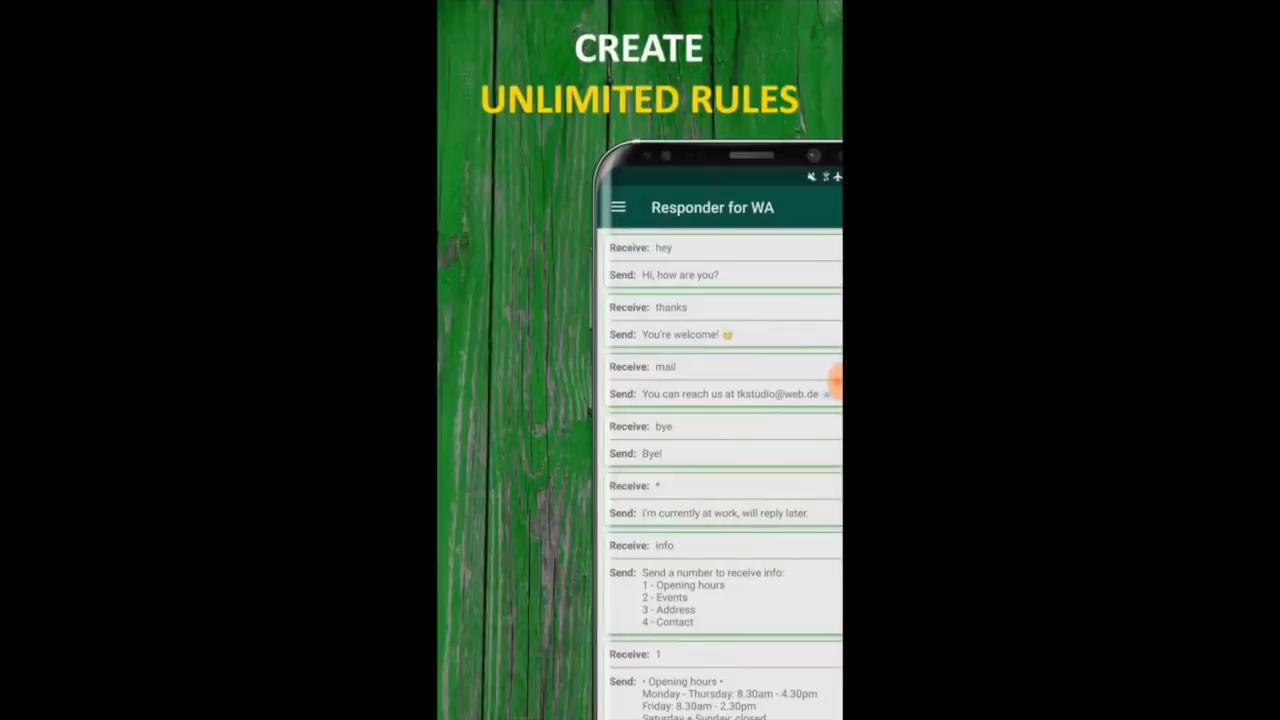 CREATE
UNLIMITED RULES
Responder for WA
Receive: hey
Send: Hi, how are you?
Receive: thanks
Send: You're welcome! 😊
Receive: mail
Send: You can reach us at tkstudio@web.de
Receive: bye
Send: Bye!
Receive: *
Send: I'm currently at work, will reply later.
Receive: info
Send: Send a number to receive info:
1 - Opening hours
2 - Events
3 - Address
4 - Contact
Receive: 1
Send: • Opening hours •
Monday - Thursday: 8.30am - 4.30pm
Friday: 8.30am - 2.30pm
Saturday + Sunday: closed